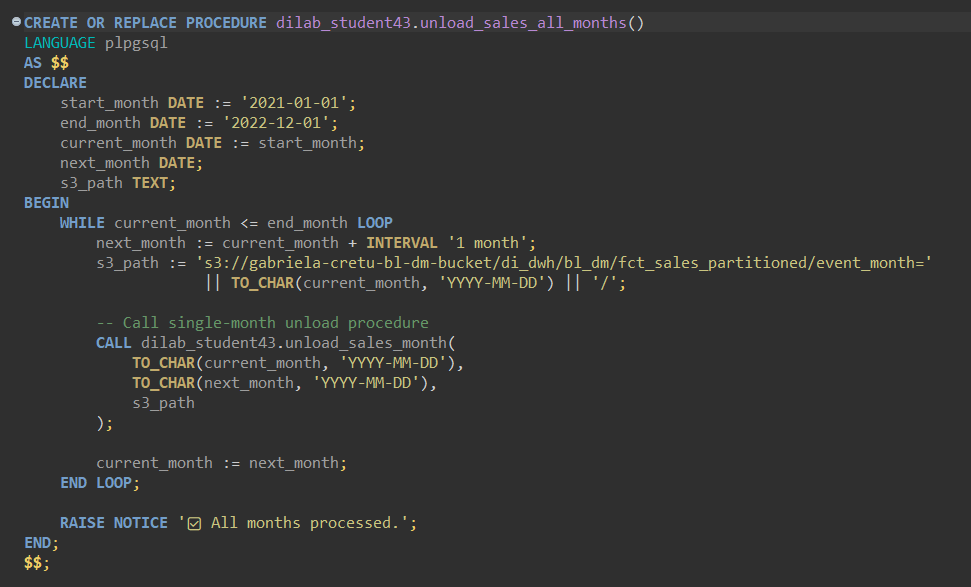 CREATE OR REPLACE PROCEDURE dilab_student43.unload_sales_all_months()
LANGUAGE plpgsql
AS $$
DECLARE
    start_month DATE := '2021-01-01';
    end_month DATE := '2022-12-01';
    current_month DATE := start_month;
    next_month DATE;
    s3_path TEXT;
BEGIN
    WHILE current_month <= end_month LOOP
        next_month := current_month + INTERVAL '1 month';
        s3_path := 's3://gabriela-cretu-bl-dm-bucket/di_dwh/bl_dm/fct_sales_partitioned/event_month='
                    || TO_CHAR(current_month, 'YYYY-MM-DD') || '/';

        -- Call single-month unload procedure
        CALL dilab_student43.unload_sales_month(
            TO_CHAR(current_month, 'YYYY-MM-DD'),
            TO_CHAR(next_month, 'YYYY-MM-DD'),
            s3_path
        );

        current_month := next_month;
    END LOOP;

    RAISE NOTICE '☑ All months processed.';
END;
$$;